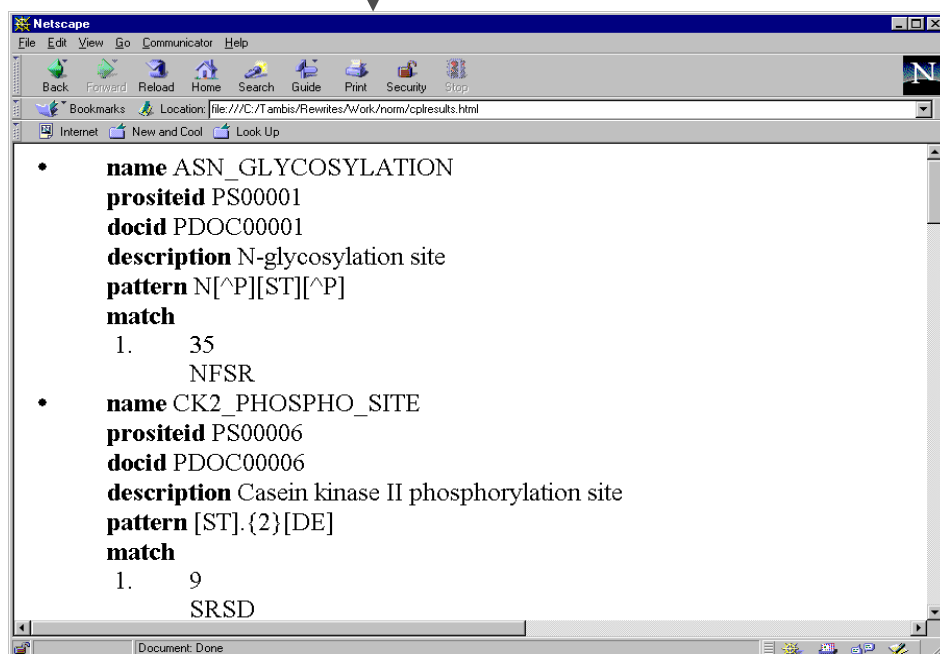 Netscape
File Edit View Go Communicator Help
Back Forward Reload Home Search Guide Print Security Stop
N
Bookmarks Location: file:///C:/Tambis/Rewrites/Work/norm/cplresults.html
Internet New and Cool Look Up
• name ASN_GLYCOSYLATION
prositeid PS00001
docid PDOC00001
description N-glycosylation site
pattern N[^P][ST][^P]
match
1. 35
NFSR
• name CK2_PHOSPHO_SITE
prositeid PS00006
docid PDOC00006
description Casein kinase II phosphorylation site
pattern [ST].{2}[DE]
match
1. 9
SRSD
Document: Done